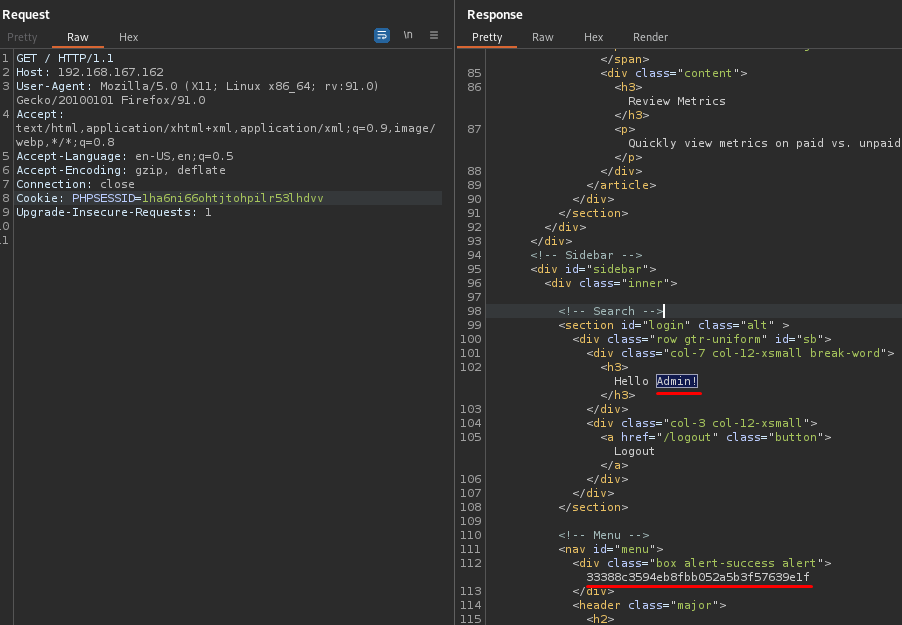 Request
Pretty Raw Hex
\n
1 GET / HTTP/1.1
2 Host: 192.168.167.162
3 User-Agent: Mozilla/5.0 (X11; Linux x86_64; rv:91.0)
Gecko/20100101 Firefox/91.0
4 Accept:
text/html,application/xhtml+xml,application/xml;q=0.9,image/
webp,*/*;q=0.8
5 Accept-Language: en-US,en;q=0.5
6 Accept-Encoding: gzip, deflate
7 Connection: close
8 Cookie: PHPSESSID=1ha6ni66ohtjtohpilr53lhdvv
9 Upgrade-Insecure-Requests: 1
0
1
Response
Pretty Raw Hex Render
</span>
85 <div class="content">
86 <h3>
Review Metrics
</h3>
87 <p>
Quickly view metrics on paid vs. unpaid
</p>
88 </div>
89 </article>
90 </div>
91 </section>
92 </div>
93 </div>
94 <!-- Sidebar -->
95 <div id="sidebar">
96 <div class="inner">
97
98 <!-- Search -->
99 <section id="login" class="alt" >
100 <div class="row gtr-uniform" id="sb">
101 <div class="col-7 col-12-xsmall break-word">
102 <h3>
Hello Admin!
</h3>
103 </div>
104 <div class="col-3 col-12-xsmall">
105 <a href="/logout" class="button">
Logout
</a>
106 </div>
107 </div>
108 </section>
109
110 <!-- Menu -->
111 <nav id="menu">
112 <div class="box alert-success alert">
33388c3594eb8fbb052a5b3f57639e1f
113 </div>
114 <header class="major">
115 <h2>